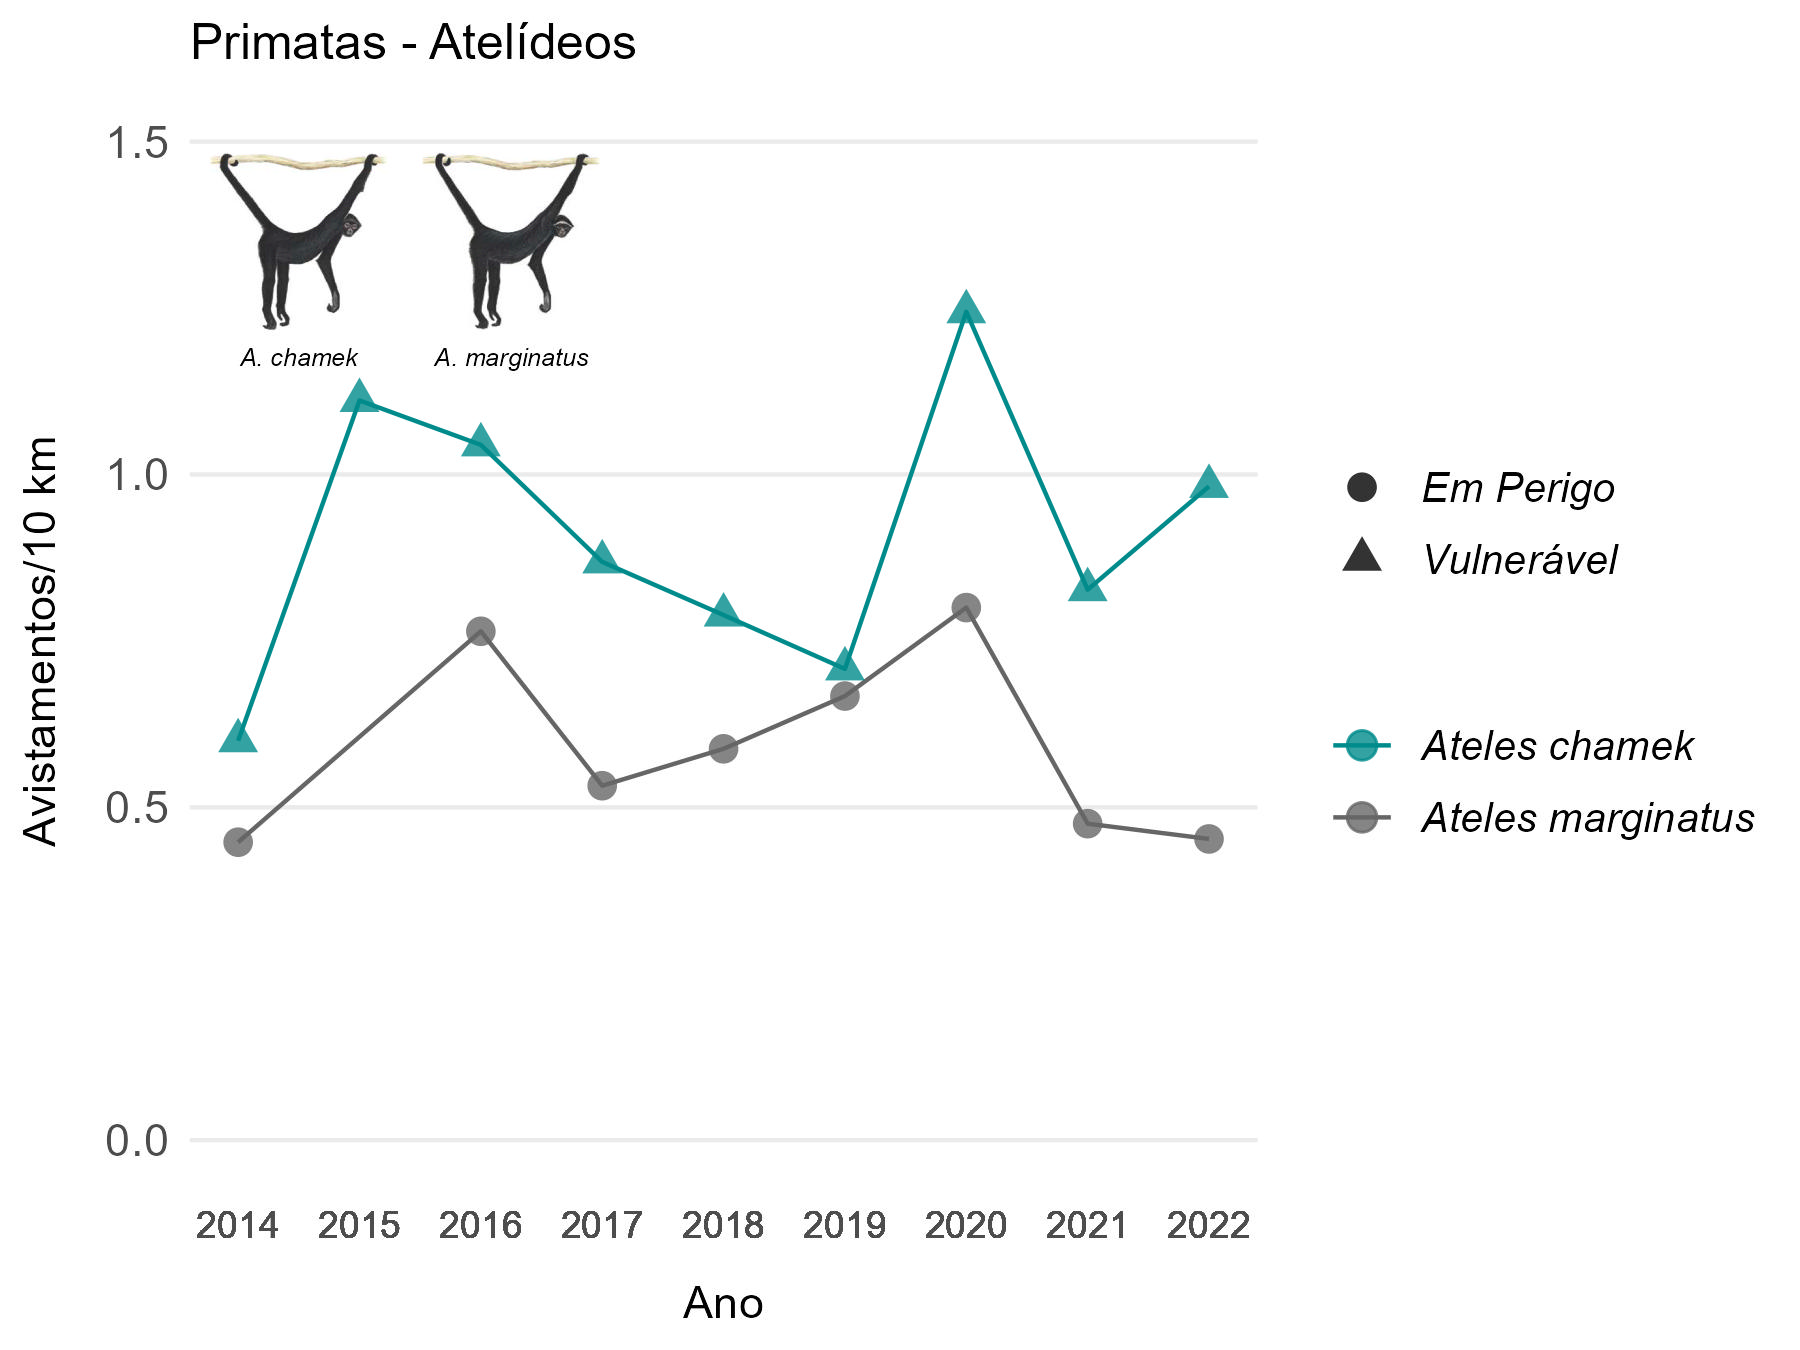 Primatas - Atelídeos
1.5
A. chamek
A. marginatus
1.0
0.5
0.0
Avistamentos/10 km
2014 2015 2016 2017 2018 2019 2020 2021 2022
Ano
Em Perigo
Vulnerável
Ateles chamek
Ateles marginatus